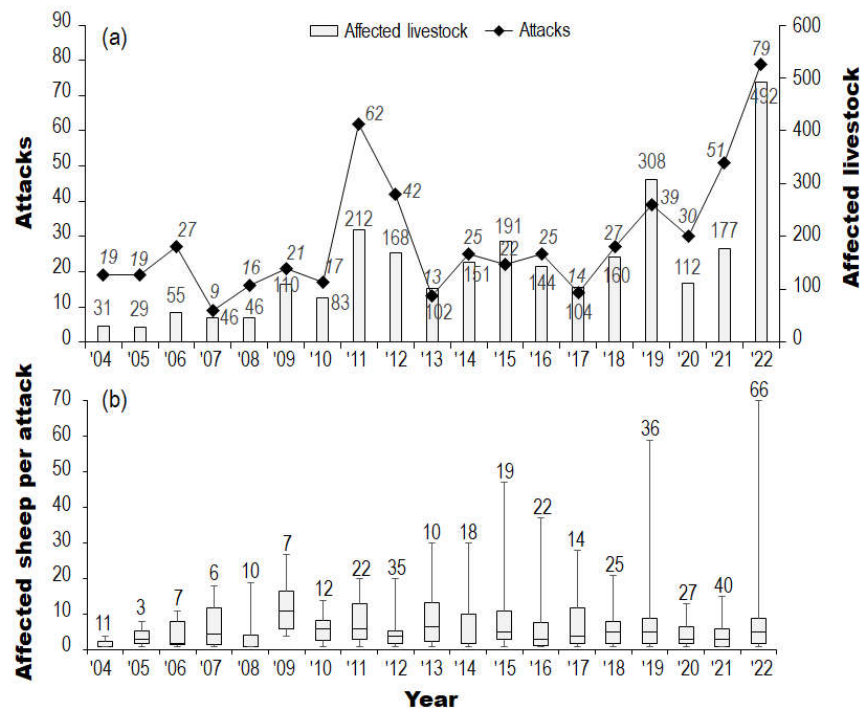 (a)
Affected livestock
Attacks
Attacks
Affected livestock
90
80
70
60
50
40
30
20
10
0
600
500
400
300
200
100
0
19 19 27 9 16 21 17 62 42 13 25 22 25 14 27 39 30 51 79
31 29 55 46 46 110 83 212 168 102 151 191 144 104 160 308 112 177 492
'04 '05 '06 '07 '08 '09 '10 '11 '12 '13 '14 '15 '16 '17 '18 '19 '20 '21 '22
(b)
Affected sheep per attack
70
60
50
40
30
20
10
0
11 3 7 6 10 7 12 22 35 10 18 19 22 14 25 36 27 40 66
'04 '05 '06 '07 '08 '09 '10 '11 '12 '13 '14 '15 '16 '17 '18 '19 '20 '21 '22
Year